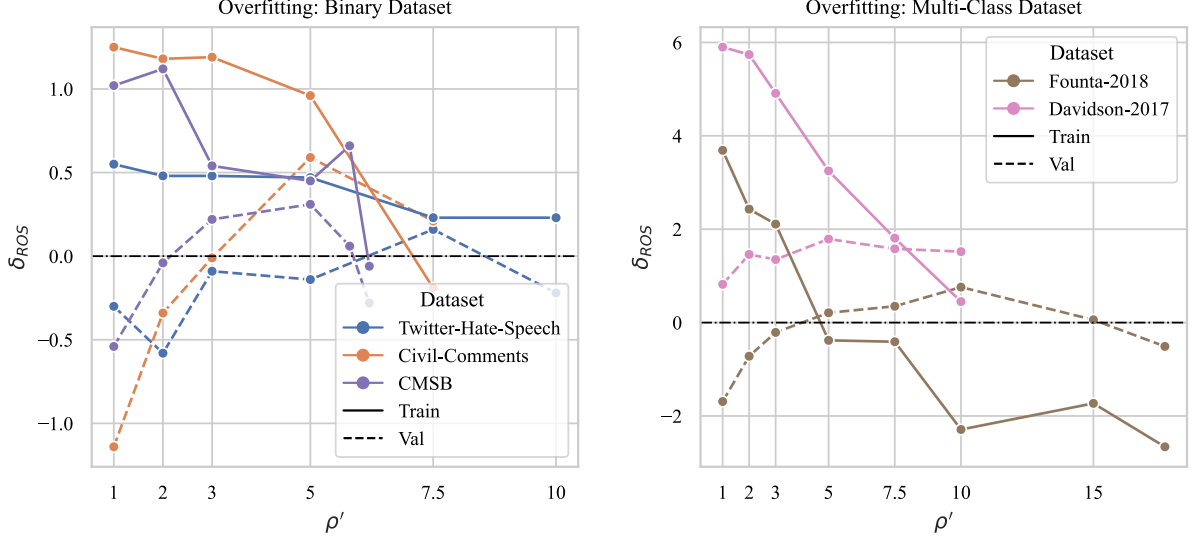 Overfitting: Binary Dataset
δROS
1.0
0.5
0.0
−0.5
−1.0
1 2 3 5 7.5 10
ρ′
Dataset
Twitter-Hate-Speech
Civil-Comments
CMSB
Train
Val
Overfitting: Multi-Class Dataset
δROS
6
4
2
0
−2
1 2 3 5 7.5 10 15
ρ′
Dataset
Founta-2018
Davidson-2017
Train
Val